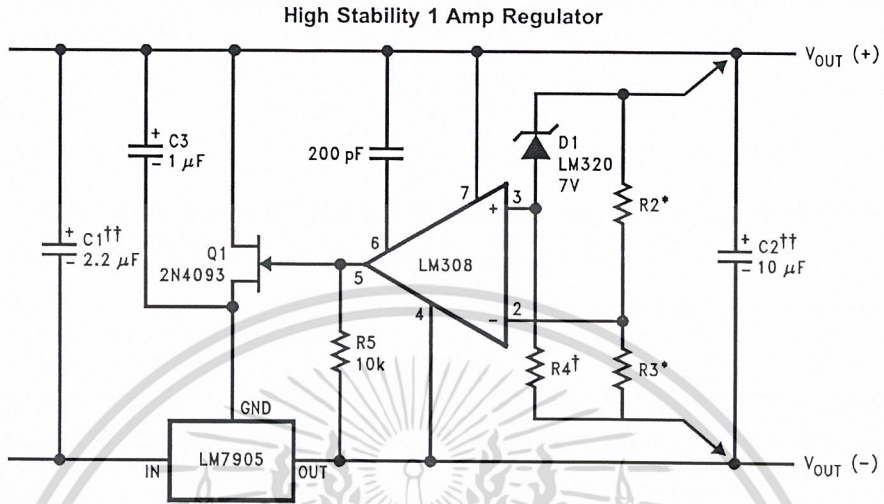 High Stability 1 Amp Regulator
V_OUT (+)
+ C3
- 1 μF
200 pF
D1
LM320
7V
7
3
+
R2*
+ C1††
- 2.2 μF
Q1
2N4093
6
5
LM308
+ C2††
- 10 μF
4
-
2
R5
10k
R4†
R3*
GND
IN
LM7905
OUT
V_OUT (-)